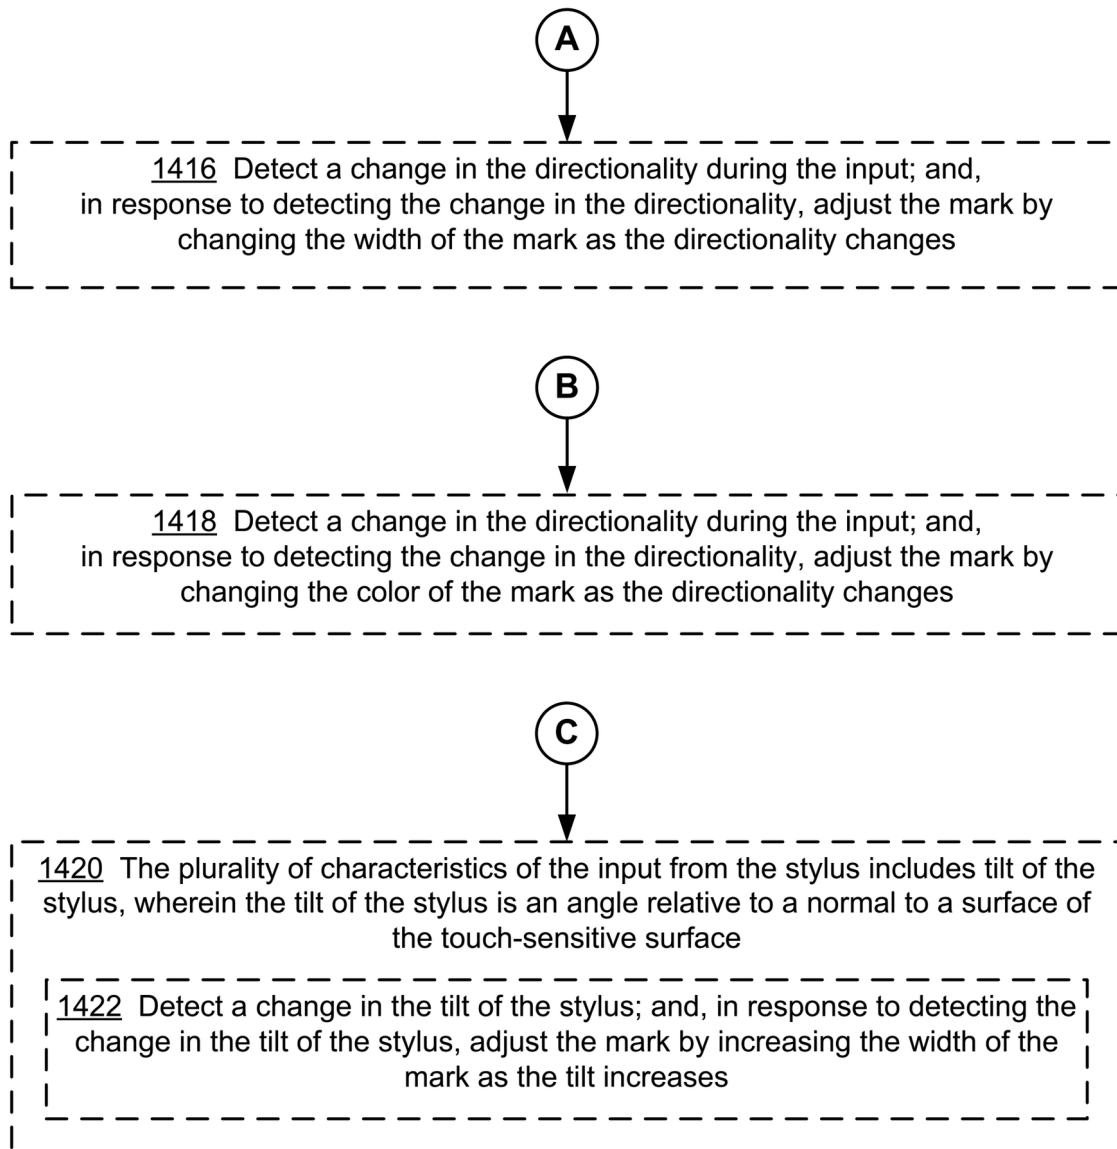 A
1416 Detect a change in the directionality during the input; and,
in response to detecting the change in the directionality, adjust the mark by
changing the width of the mark as the directionality changes
B
1418 Detect a change in the directionality during the input; and,
in response to detecting the change in the directionality, adjust the mark by
changing the color of the mark as the directionality changes
C
1420 The plurality of characteristics of the input from the stylus includes tilt of the
stylus, wherein the tilt of the stylus is an angle relative to a normal to a surface of
the touch-sensitive surface
1422 Detect a change in the tilt of the stylus; and, in response to detecting the
change in the tilt of the stylus, adjust the mark by increasing the width of the
mark as the tilt increases